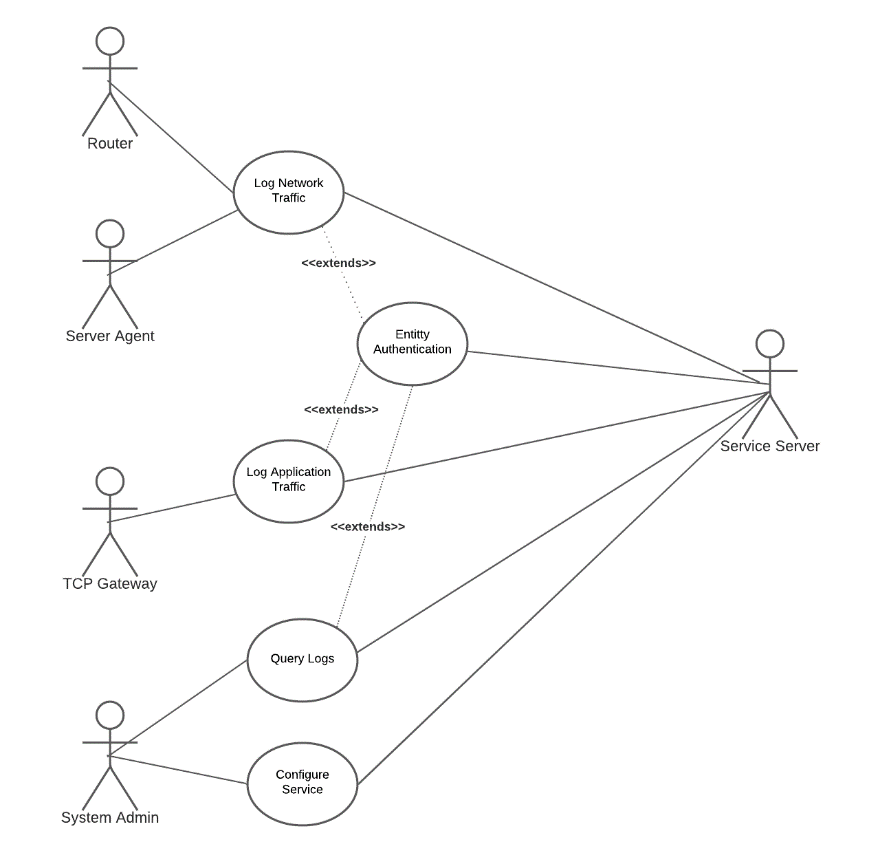 Router
Log Network
Traffic
<<extends>>
Server Agent
Entitty
Authentication
<<extends>>
Service Server
Log Application
Traffic
<<extends>>
TCP Gateway
Query Logs
Configure
Service
System Admin